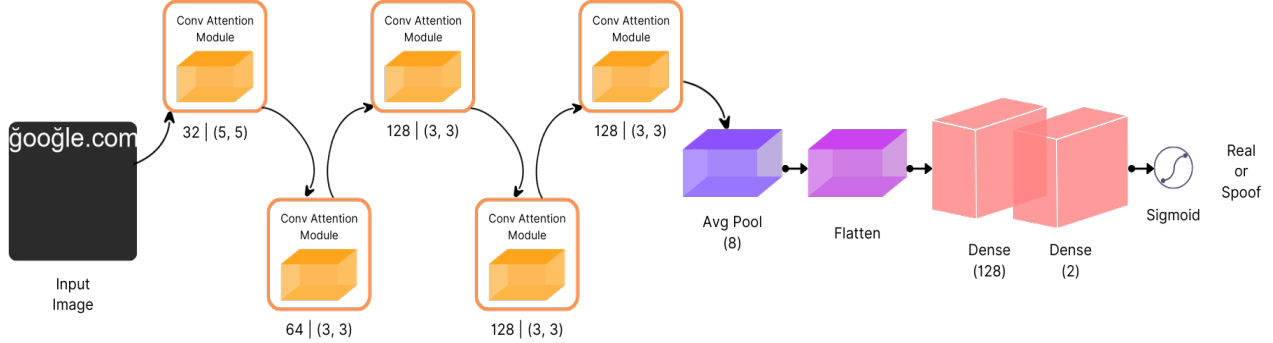 ğooğle.com
Input
Image
Conv Attention
Module
32 | (5, 5)
Conv Attention
Module
64 | (3, 3)
Conv Attention
Module
128 | (3, 3)
Conv Attention
Module
128 | (3, 3)
Conv Attention
Module
128 | (3, 3)
Avg Pool
(8)
Flatten
Dense
(128)
Dense
(2)
Sigmoid
Real
or
Spoof